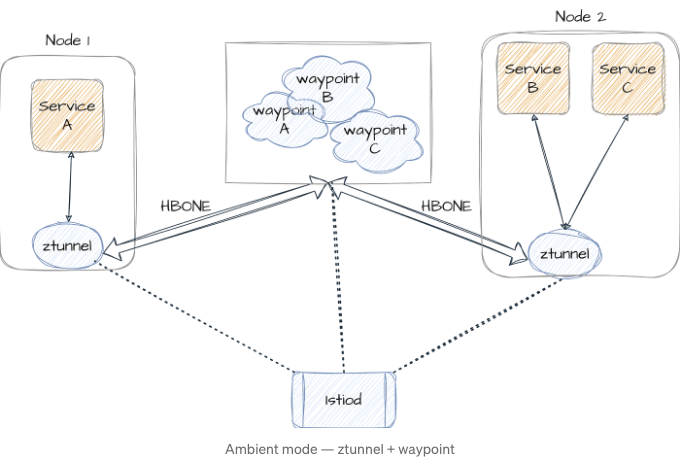 Node 1
Node 2
Service
A
waypoint
B
waypoint
A
waypoint
C
Service
B
Service
C
HBONE
HBONE
ztunnel
ztunnel
Istiod
Ambient mode — ztunnel + waypoint